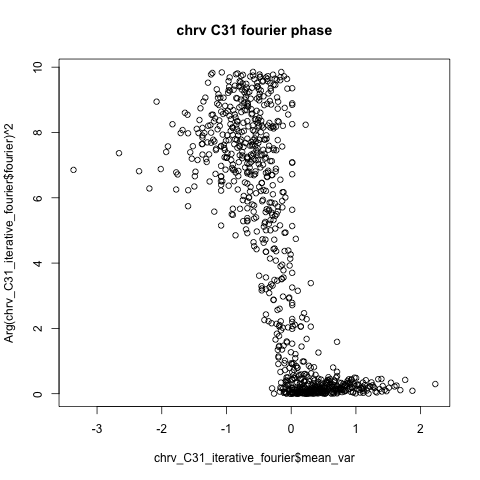 chrv C31 fourier phase
Arg(chrv_C31_iterative_fourier$fourier)^2
10
8
6
4
2
0
-3 -2 -1 0 1 2
chrv_C31_iterative_fourier$mean_var